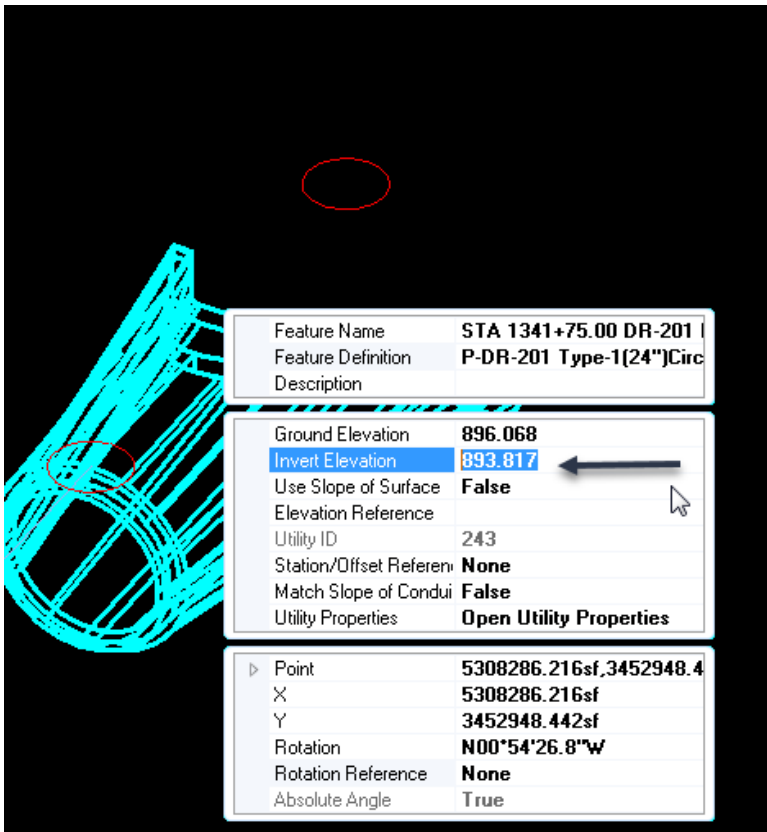 Feature Name STA 1341+75.00 DR-201
Feature Definition P-DR-201 Type-1(24")Circ
Description
Ground Elevation 896.068
Invert Elevation 893.817
Use Slope of Surface False
Elevation Reference
Utility ID 243
Station/Offset Referen None
Match Slope of Condui False
Utility Properties Open Utility Properties
Point 5308286.216sf,3452948.4
X 5308286.216sf
Y 3452948.442sf
Rotation N00°54'26.8"W
Rotation Reference None
Absolute Angle True